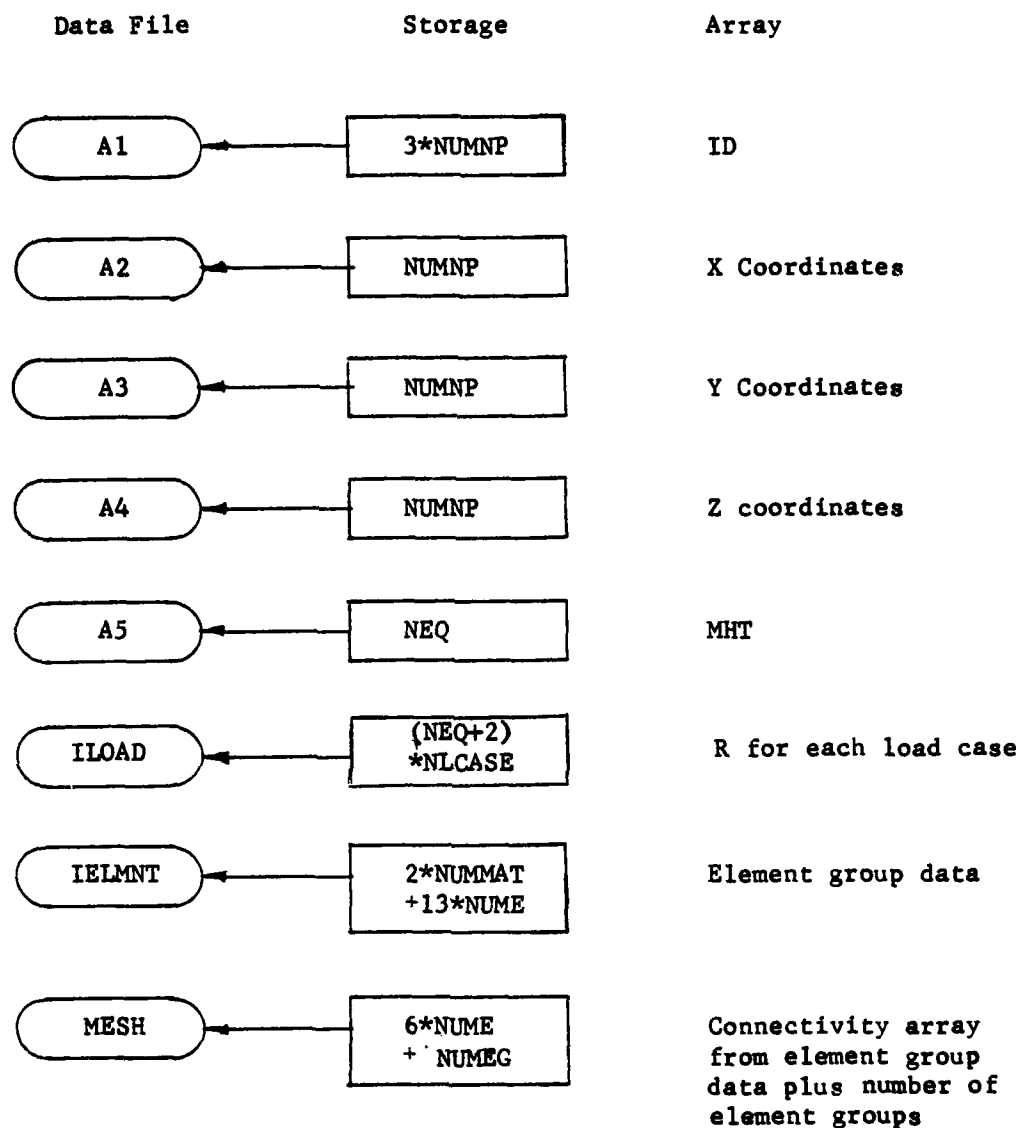 Data File Storage Array
A1 3*NUMNP ID
A2 NUMNP X Coordinates
A3 NUMNP Y Coordinates
A4 NUMNP Z coordinates
A5 NEQ MHT
ILOAD (NEQ+2) R for each load case
*NLCASE
IELMNT 2*NUMMAT Element group data
+13*NUME
MESH 6*NUME Connectivity array
+ NUMEG from element group
data plus number of
element groups